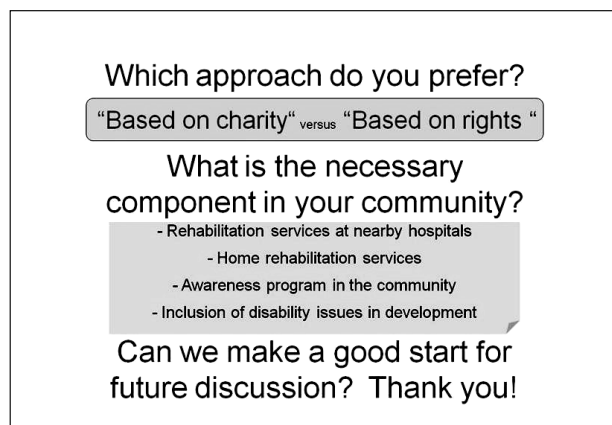 Which approach do you prefer?
“Based on charity“ versus “Based on rights “
What is the necessary
component in your community?
- Rehabilitation services at nearby hospitals
- Home rehabilitation services
- Awareness program in the community
- Inclusion of disability issues in development
Can we make a good start for
future discussion?  Thank you!